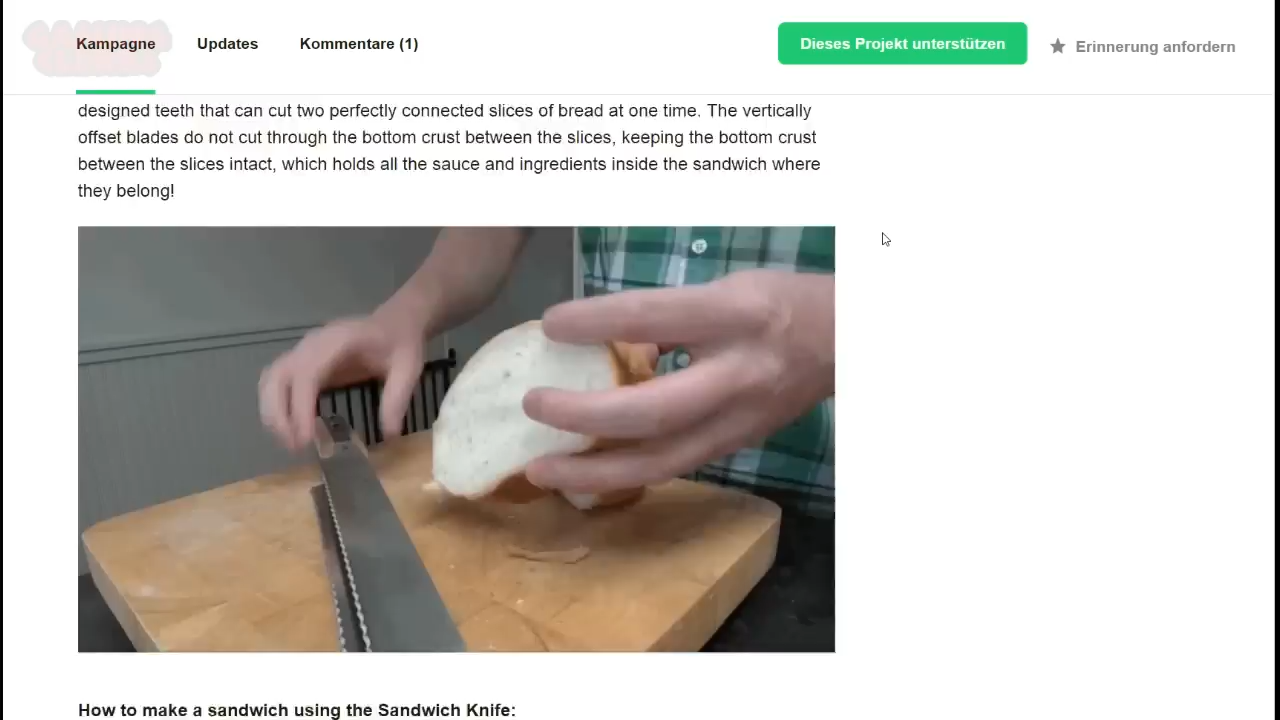 Kampagne
Updates
Kommentare (1)
Dieses Projekt unterstützen
Erinnerung anfordern
designed teeth that can cut two perfectly connected slices of bread at one time. The vertically
offset blades do not cut through the bottom crust between the slices, keeping the bottom crust
between the slices intact, which holds all the sauce and ingredients inside the sandwich where
they belong!
How to make a sandwich using the Sandwich Knife: